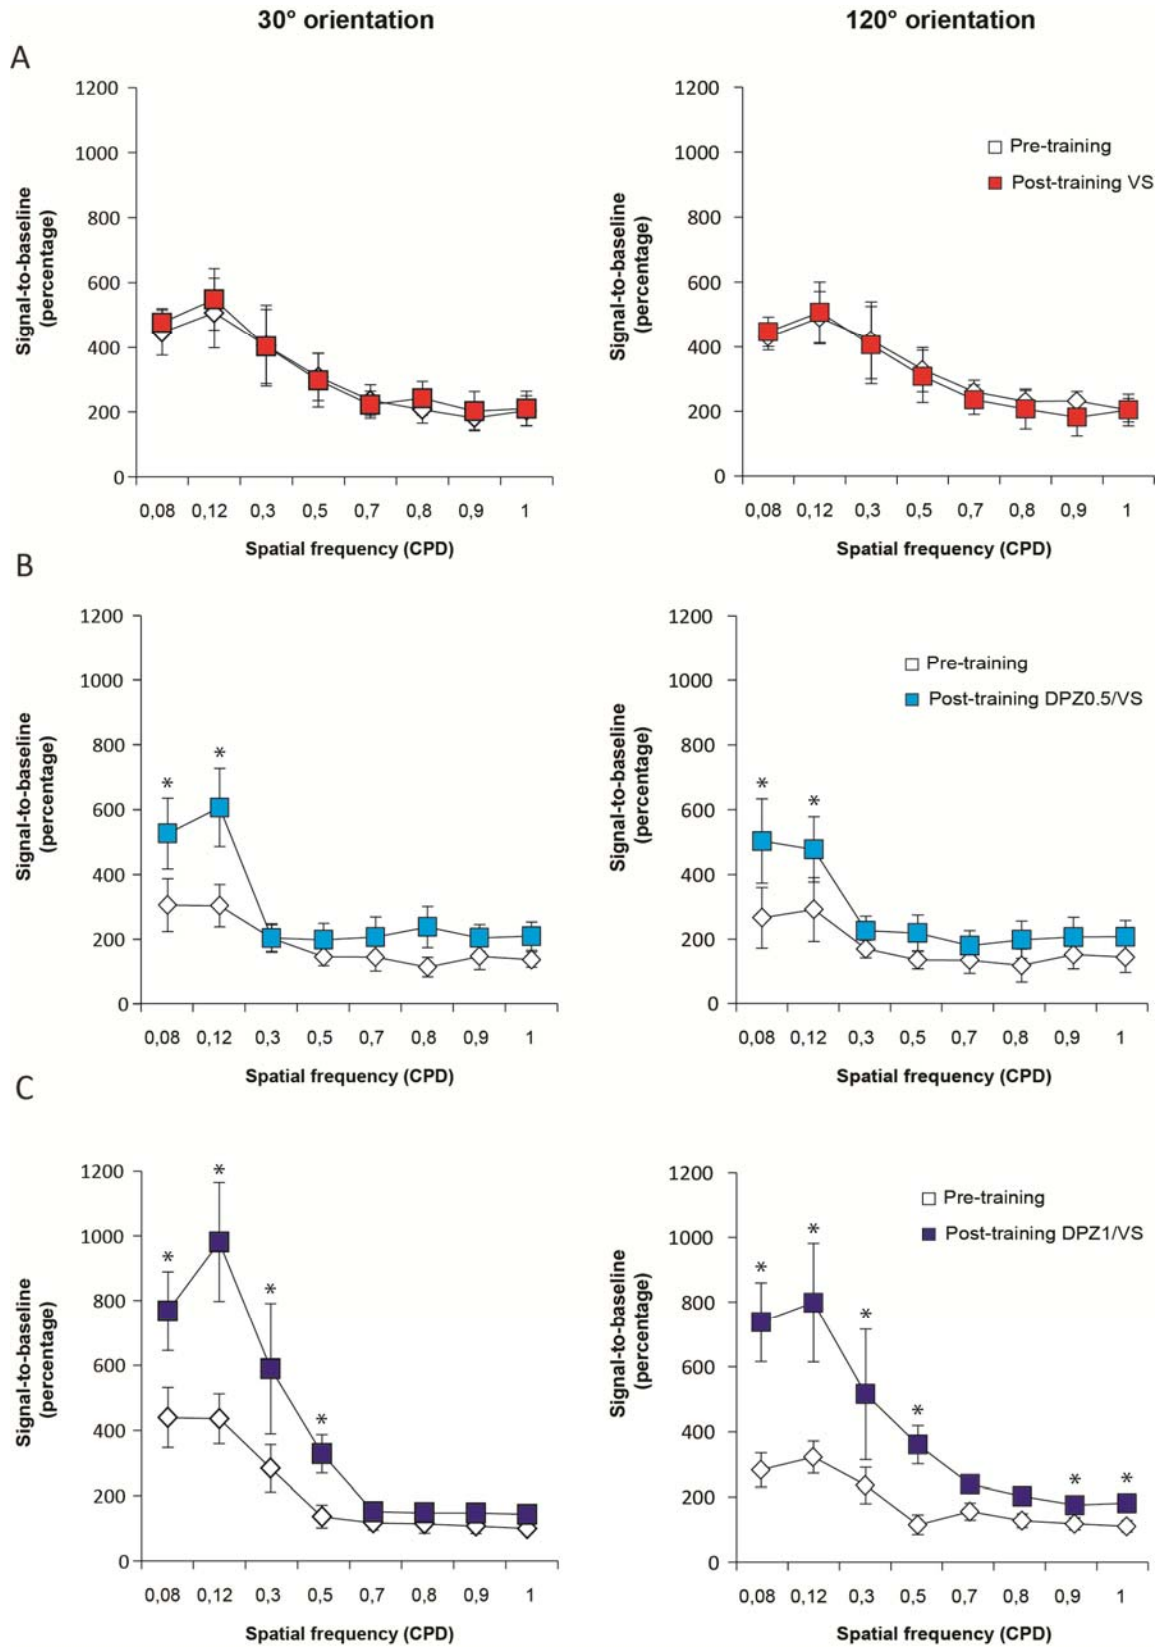 30° orientation
120° orientation
A
1200
1000
800
600
400
200
0
Signal-to-baseline
(percentage)
0,08 0,12 0,3 0,5 0,7 0,8 0,9 1
Spatial frequency (CPD)
1200
1000
800
600
400
200
0
Signal-to-baseline
(percentage)
Pre-training
Post-training VS
0,08 0,12 0,3 0,5 0,7 0,8 0,9 1
Spatial frequency (CPD)
B
1200
1000
800
600
400
200
0
Signal-to-baseline
(percentage)
* *
0,08 0,12 0,3 0,5 0,7 0,8 0,9 1
Spatial frequency (CPD)
1200
1000
800
600
400
200
0
Signal-to-baseline
(percentage)
Pre-training
Post-training DPZ0.5/VS
* *
0,08 0,12 0,3 0,5 0,7 0,8 0,9 1
Spatial frequency (CPD)
C
1200
1000
800
600
400
200
0
Signal-to-baseline
(percentage)
* * * *
0,08 0,12 0,3 0,5 0,7 0,8 0,9 1
Spatial frequency (CPD)
1200
1000
800
600
400
200
0
Signal-to-baseline
(percentage)
Pre-training
Post-training DPZ1/VS
* * * * * *
0,08 0,12 0,3 0,5 0,7 0,8 0,9 1
Spatial frequency (CPD)